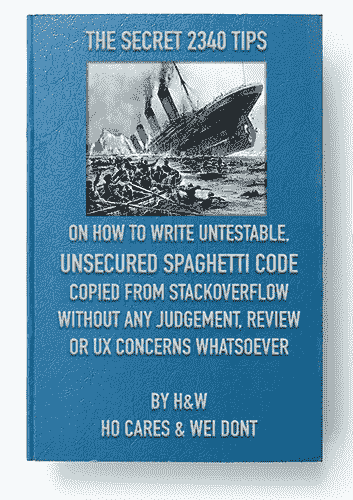 THE SECRET 2340 TIPS
ON HOW TO WRITE UNTESTABLE,
UNSECURED SPAGHETTI CODE
COPIED FROM STACKOVERFLOW
WITHOUT ANY JUDGEMENT, REVIEW
OR UX CONCERNS WHATSOEVER
BY H&W
HO CARES & WEI DONT